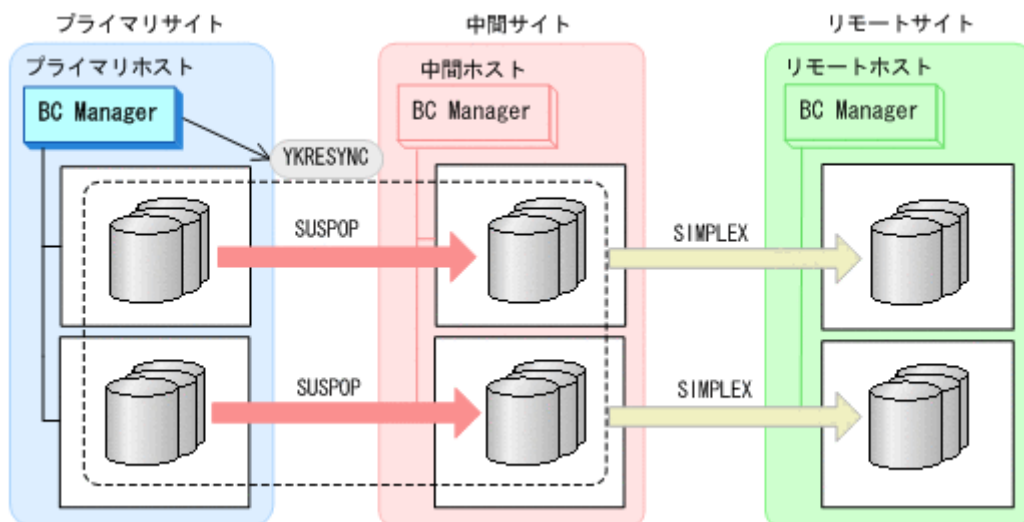 プライマリサイト
中間サイト
リモートサイト
プライマリホスト
中間ホスト
リモートホスト
BC Manager
BC Manager
BC Manager
YKRESYNC
SUSPOP
SIMPLEX
SUSPOP
SIMPLEX